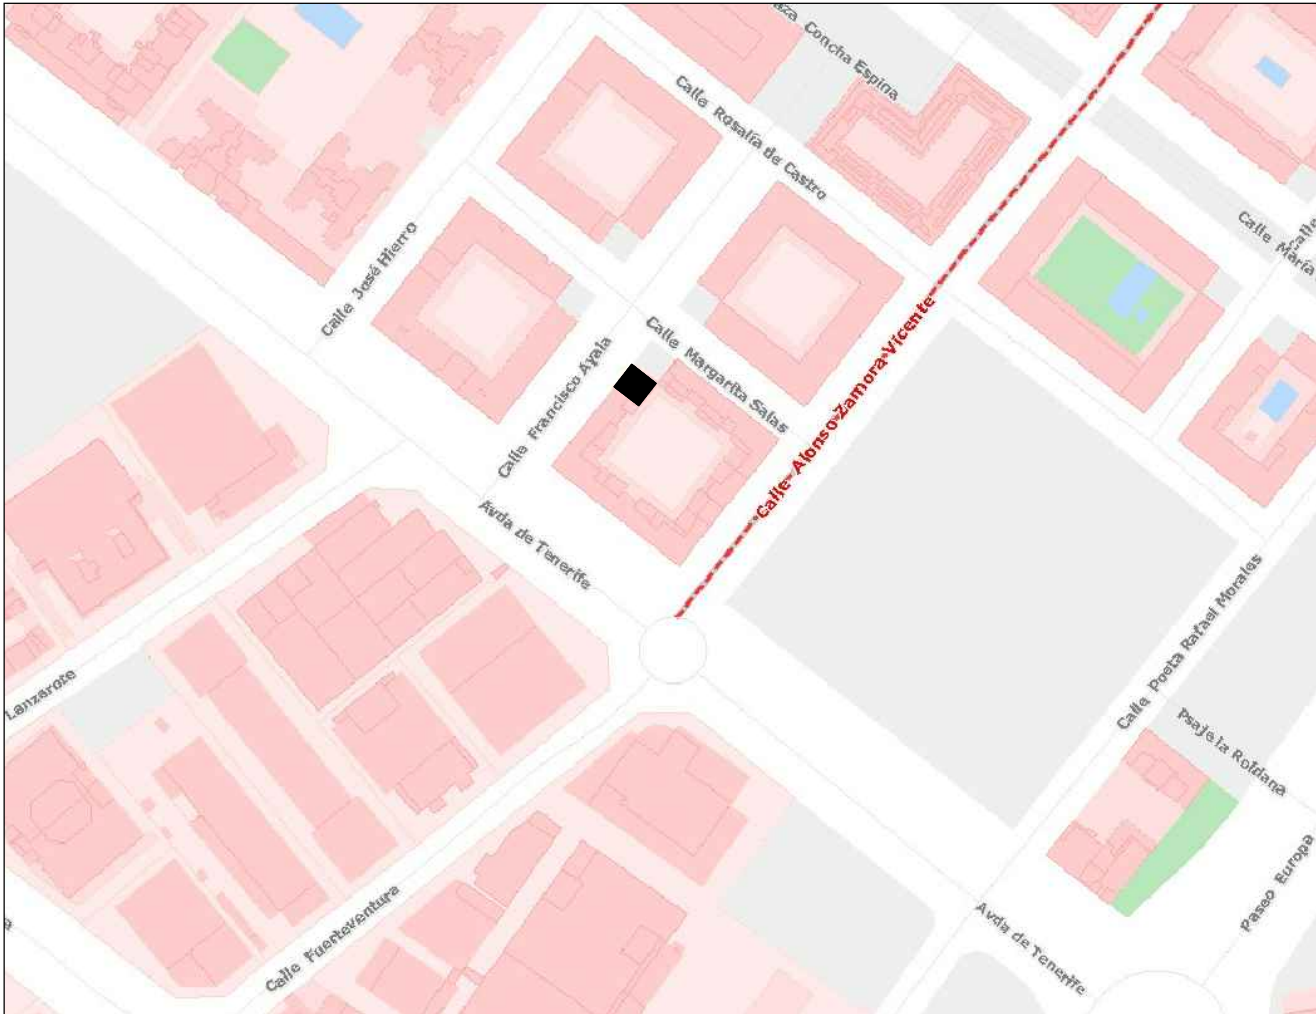 Concha Espina
Calle Rosalía de Castro
Calle María
Calle
Calle José Hierro
Calle Margarita Salas
Calle Francisco Ayala
Calle Alonso Zamora Vicente
Avda de Tenerife
Calle Poeta Rafael Morales
Lanzarote
Psaje la Roldana
Paseo Europa
Calle Fuerteventura
Avda de Tenerife